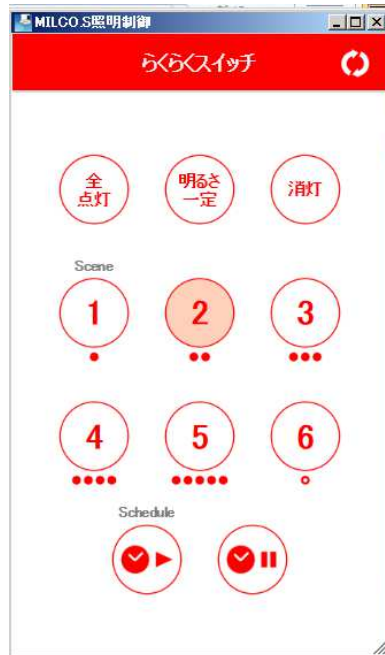 MILCO.S照明制御
らくらくスイッチ
全
点灯
明るさ
一定
消灯
Scene
1
2
3
4
5
6
Schedule